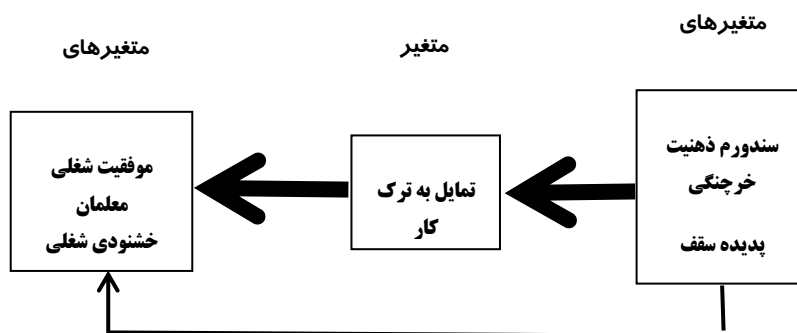 متغیرهای
سندورم ذهنیت
خرچنگی
پدیده سقف
متغیر
تمایل به ترک
کار
متغیرهای
موفقیت شغلی
معلمان
خشنودی شغلی